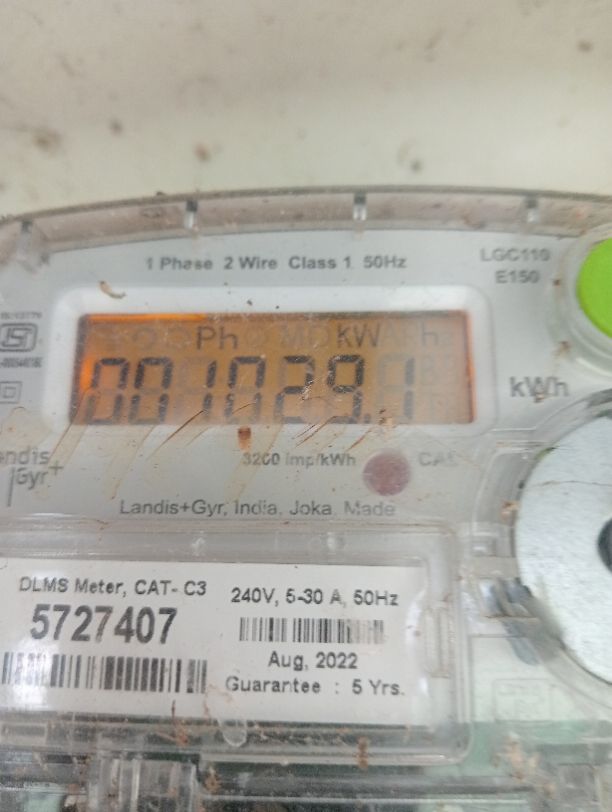 1 Phase 2 Wire Class 1 50Hz
LGC110
E150
Ph kWh
001029.1
kWh
Landis
Gyr+
3200 imp/kWh
CAL
Landis+Gyr, India, Joka, Made
DLMS Meter, CAT- C3
5727407
240V, 5-30 A, 50Hz
Aug, 2022
Guarantee : 5 Yrs.